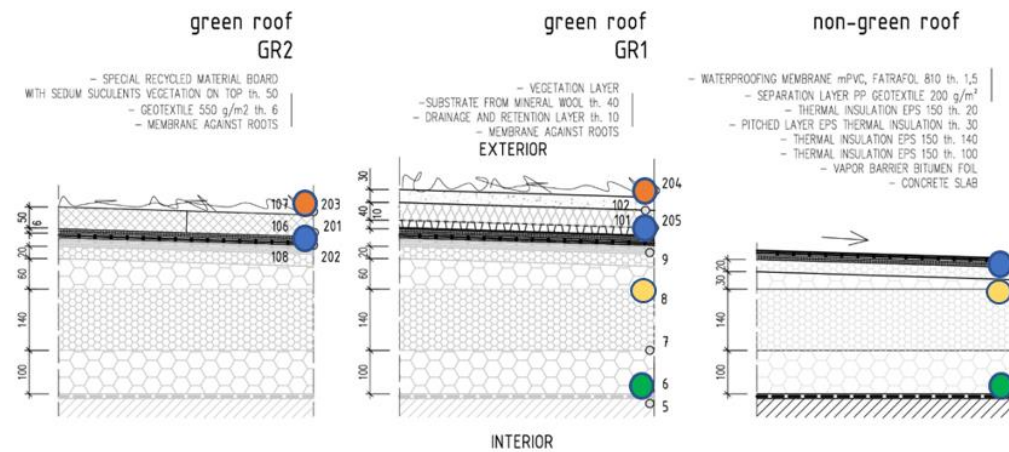 green roof
GR2
- SPECIAL RECYCLED MATERIAL BOARD
WITH SEDUM SUCULENTS VEGETATION ON TOP th. 50
- GEOTEXTILE 550 g/m2 th. 6
- MEMBRANE AGAINST ROOTS
107
203
106
201
108
202
50
6
20
60
140
100
green roof
GR1
- VEGETATION LAYER
-SUBSTRATE FROM MINERAL WOOL th. 40
- DRAINAGE AND RETENTION LAYER th. 10
- MEMBRANE AGAINST ROOTS
EXTERIOR
204
102
101
205
9
8
7
6
5
30
40
10
20
60
140
100
INTERIOR
non-green roof
- WATERPROOFING MEMBRANE mPVC, FATRAFOL 810 th. 1,5
- SEPARATION LAYER PP GEOTEXTILE 200 g/m²
- THERMAL INSULATION EPS 150 th. 20
- PITCHED LAYER EPS THERMAL INSULATION th. 30
- THERMAL INSULATION EPS 150 th. 140
- THERMAL INSULATION EPS 150 th. 100
- VAPOR BARRIER BITUMEN FOIL
- CONCRETE SLAB
20
30
140
100